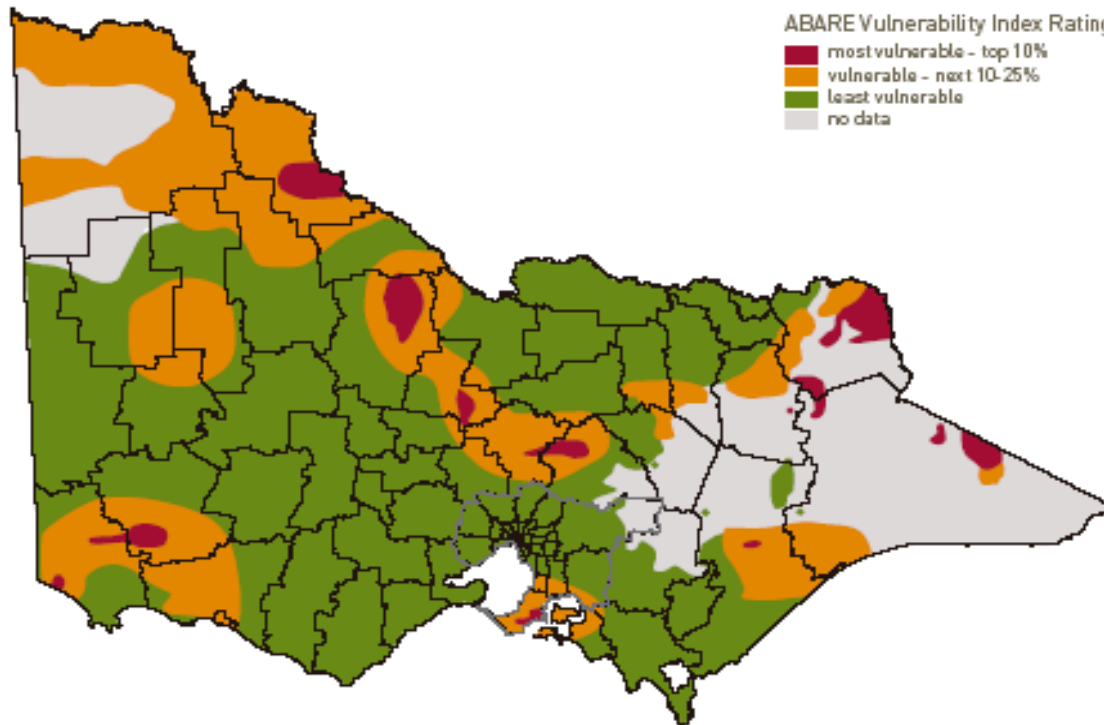 ABARE Vulnerability Index Rating
most vulnerable - top 10%
vulnerable - next 10-25%
least vulnerable
no data